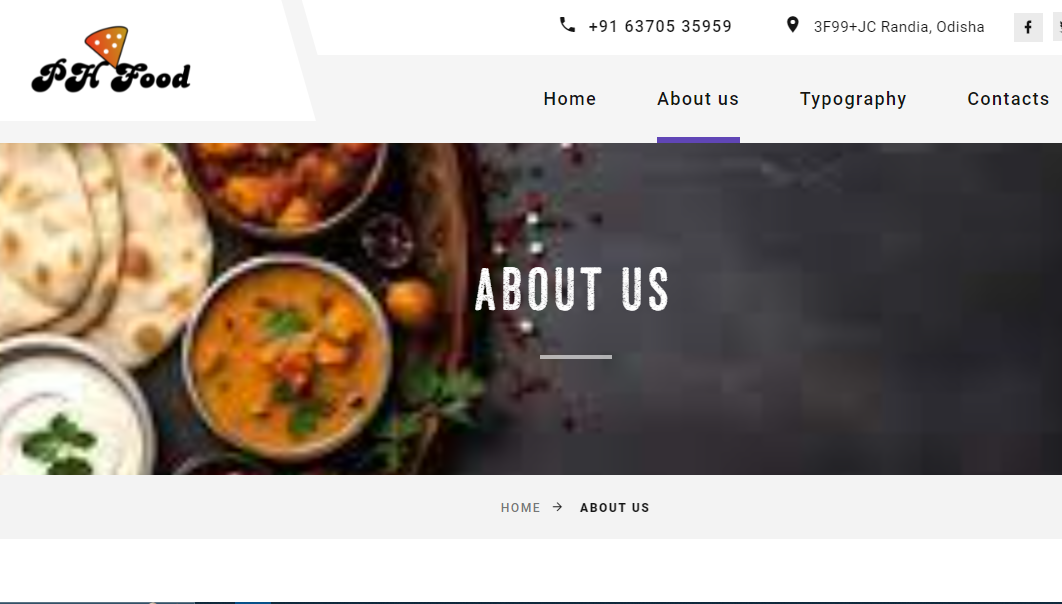 +91 63705 35959
3F99+JC Randia, Odisha
PH Food
Home
About us
Typography
Contacts
ABOUT US
HOME → ABOUT US